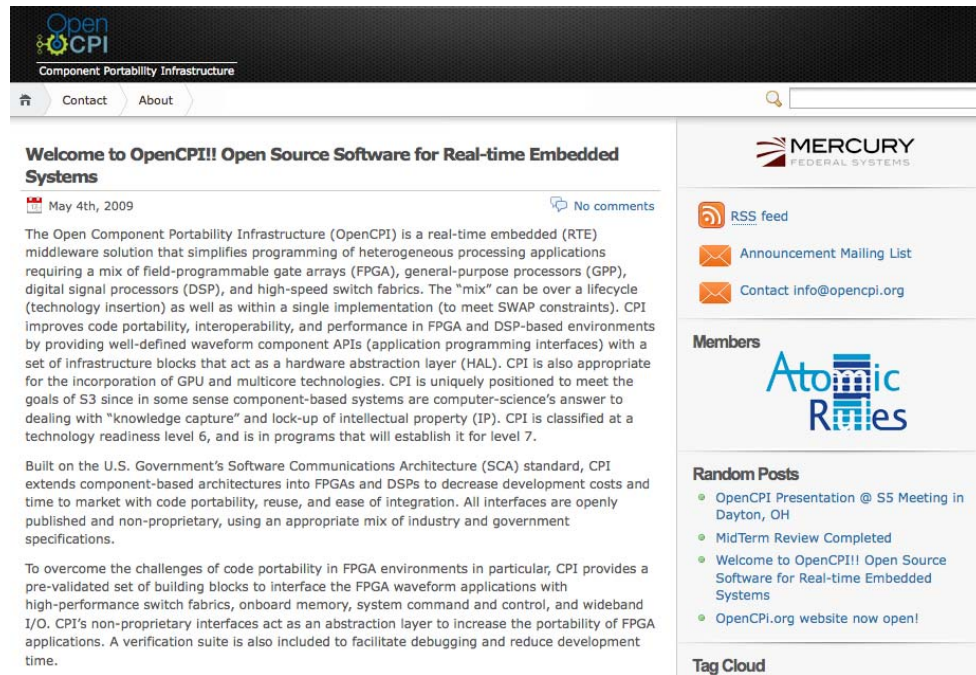 Open
CPI
Component Portability Infrastructure
Contact
About
Welcome to OpenCPI!! Open Source Software for Real-time Embedded
Systems
May 4th, 2009
No comments
The Open Component Portability Infrastructure (OpenCPI) is a real-time embedded (RTE)
middleware solution that simplifies programming of heterogeneous processing applications
requiring a mix of field-programmable gate arrays (FPGA), general-purpose processors (GPP),
digital signal processors (DSP), and high-speed switch fabrics. The “mix” can be over a lifecycle
(technology insertion) as well as within a single implementation (to meet SWAP constraints). CPI
improves code portability, interoperability, and performance in FPGA and DSP-based environments
by providing well-defined waveform component APIs (application programming interfaces) with a
set of infrastructure blocks that act as a hardware abstraction layer (HAL). CPI is also appropriate
for the incorporation of GPU and multicore technologies. CPI is uniquely positioned to meet the
goals of S3 since in some sense component-based systems are computer-science’s answer to
dealing with “knowledge capture” and lock-up of intellectual property (IP). CPI is classified at a
technology readiness level 6, and is in programs that will establish it for level 7.
Built on the U.S. Government’s Software Communications Architecture (SCA) standard, CPI
extends component-based architectures into FPGAs and DSPs to decrease development costs and
time to market with code portability, reuse, and ease of integration. All interfaces are openly
published and non-proprietary, using an appropriate mix of industry and government
specifications.
To overcome the challenges of code portability in FPGA environments in particular, CPI provides a
pre-validated set of building blocks to interface the FPGA waveform applications with
high-performance switch fabrics, onboard memory, system command and control, and wideband
I/O. CPI’s non-proprietary interfaces act as an abstraction layer to increase the portability of FPGA
applications. A verification suite is also included to facilitate debugging and reduce development
time.
MERCURY
FEDERAL SYSTEMS
RSS feed
Announcement Mailing List
Contact info@opencpi.org
Members
Atomic
Rules
Random Posts
OpenCPI Presentation @ S5 Meeting in
Dayton, OH
MidTerm Review Completed
Welcome to OpenCPI!! Open Source
Software for Real-time Embedded
Systems
OpenCPi.org website now open!
Tag Cloud